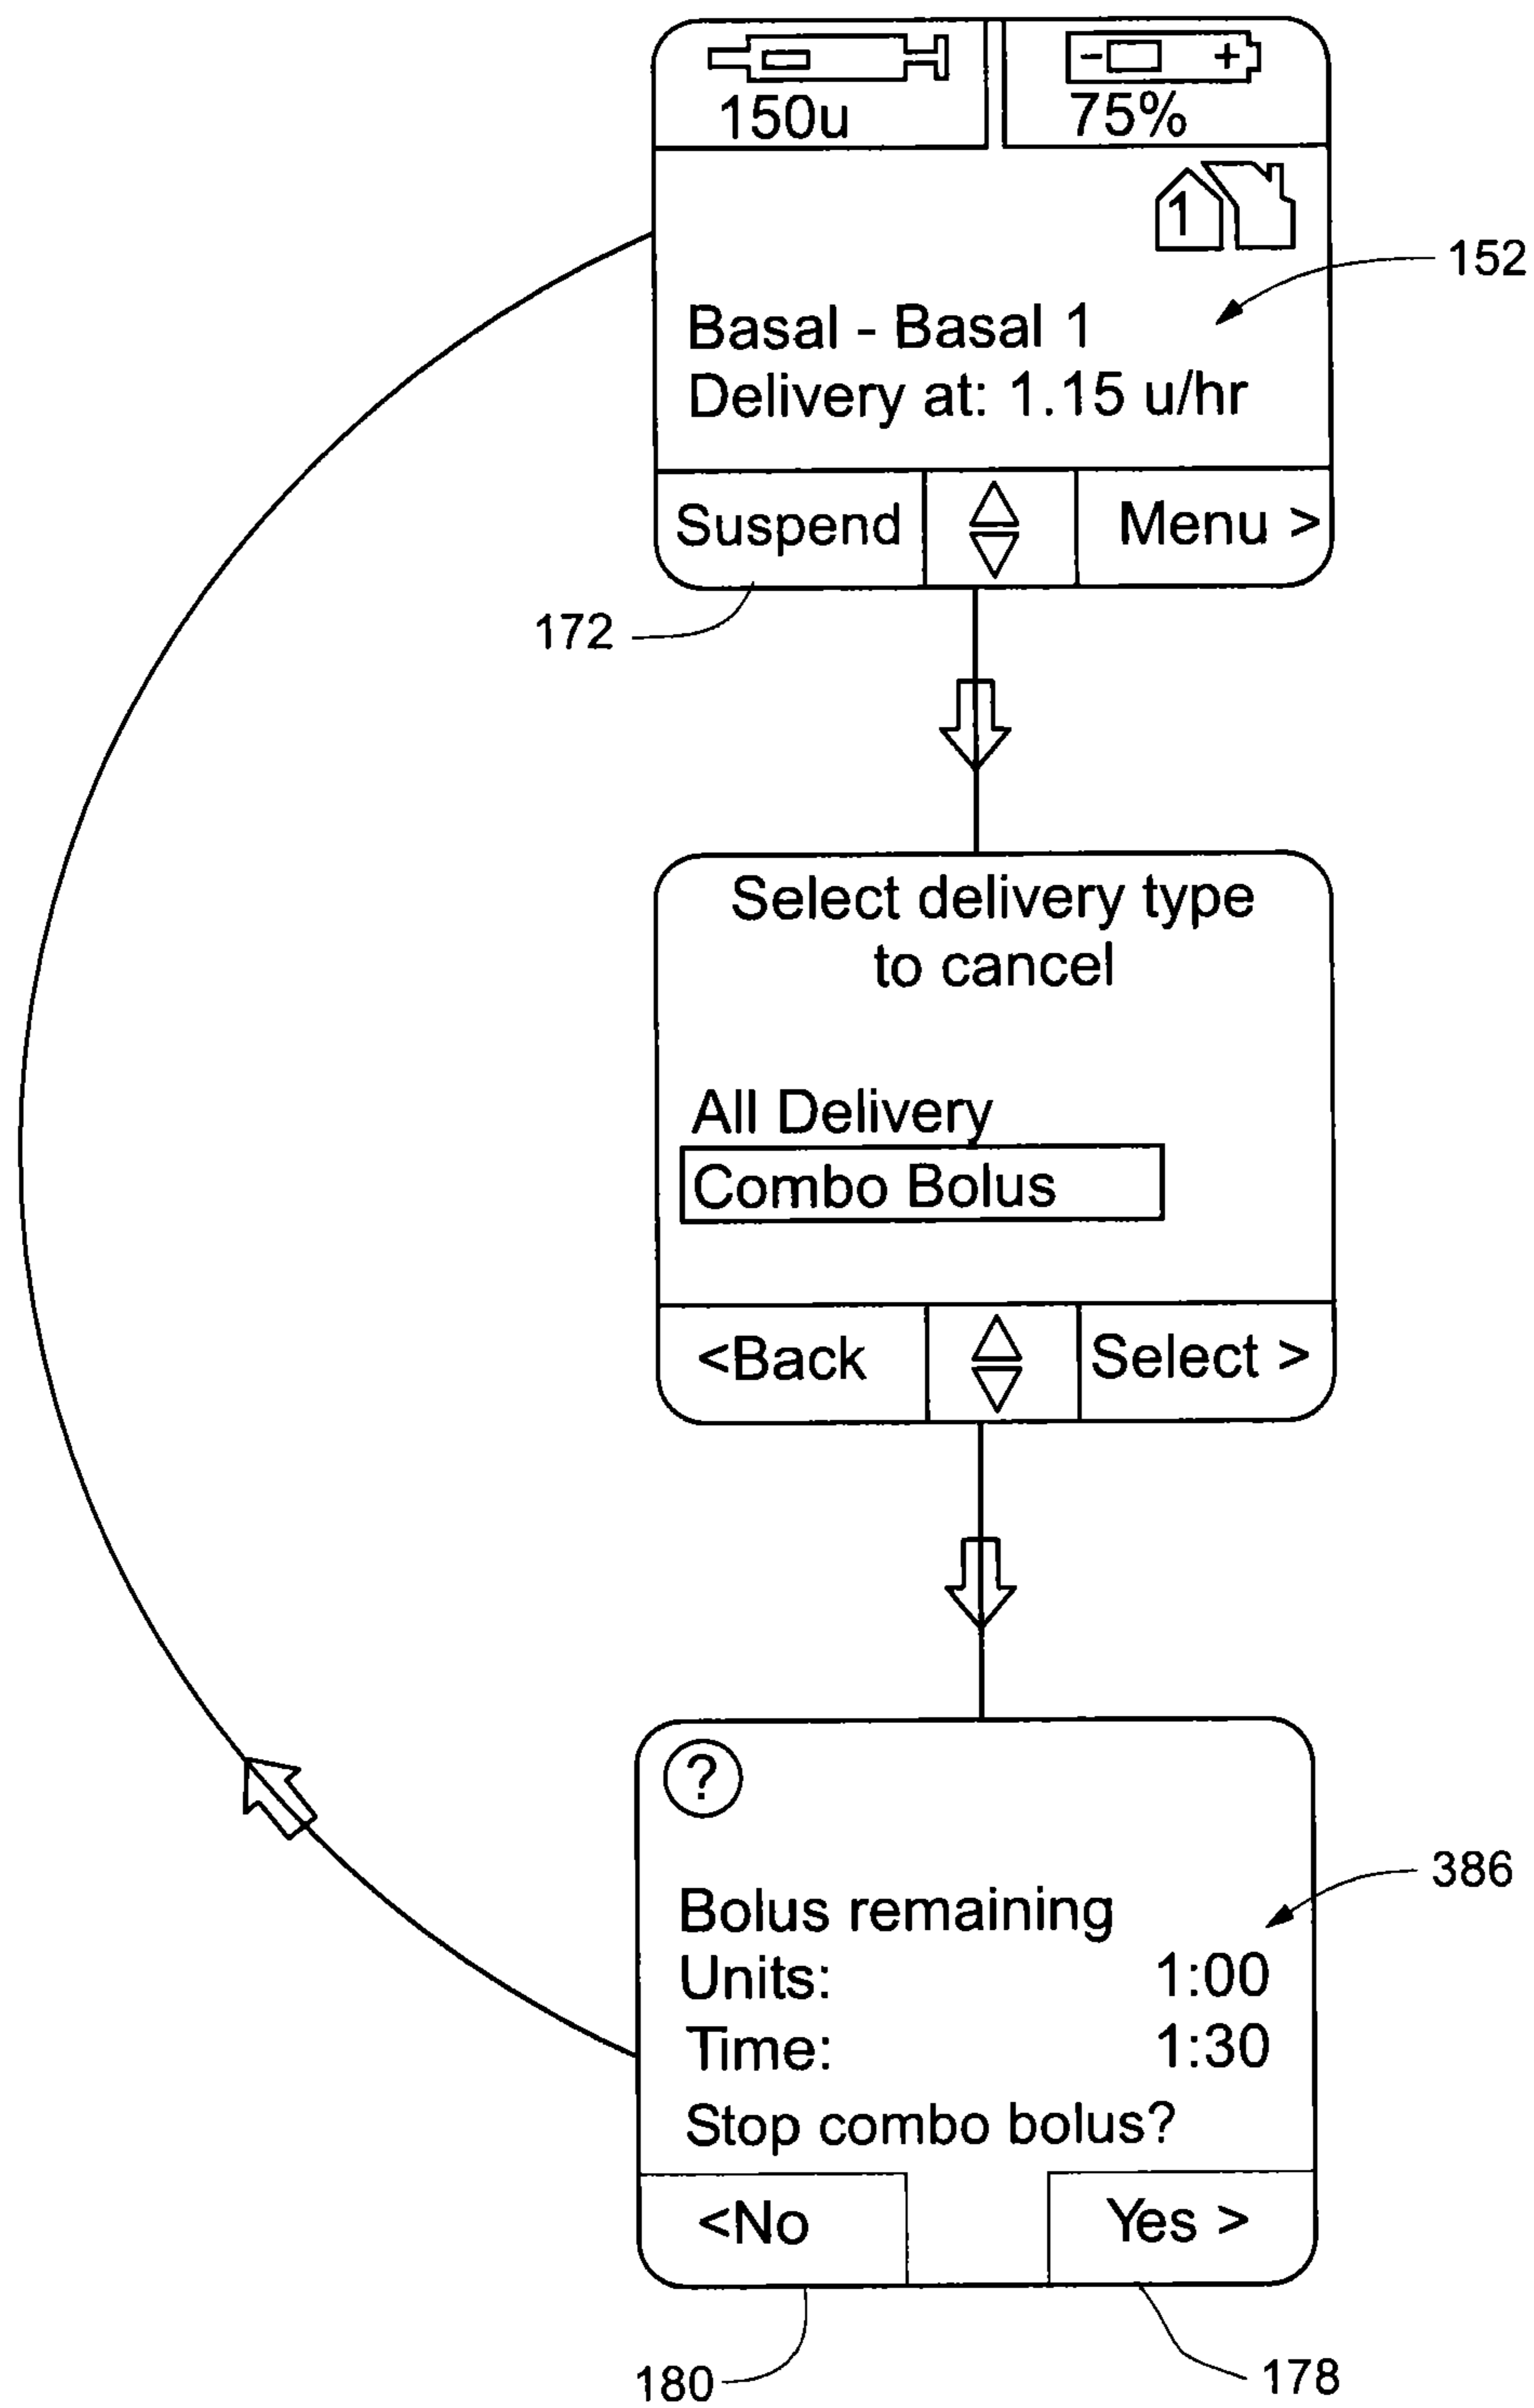 150u
- +
75%
1
152
Basal - Basal 1
Delivery at: 1.15 u/hr
Suspend
Menu >
172
Select delivery type
to cancel
All Delivery
Combo Bolus
<Back
Select >
?
386
Bolus remaining
Units: 1:00
Time: 1:30
Stop combo bolus?
<No
Yes >
180
178